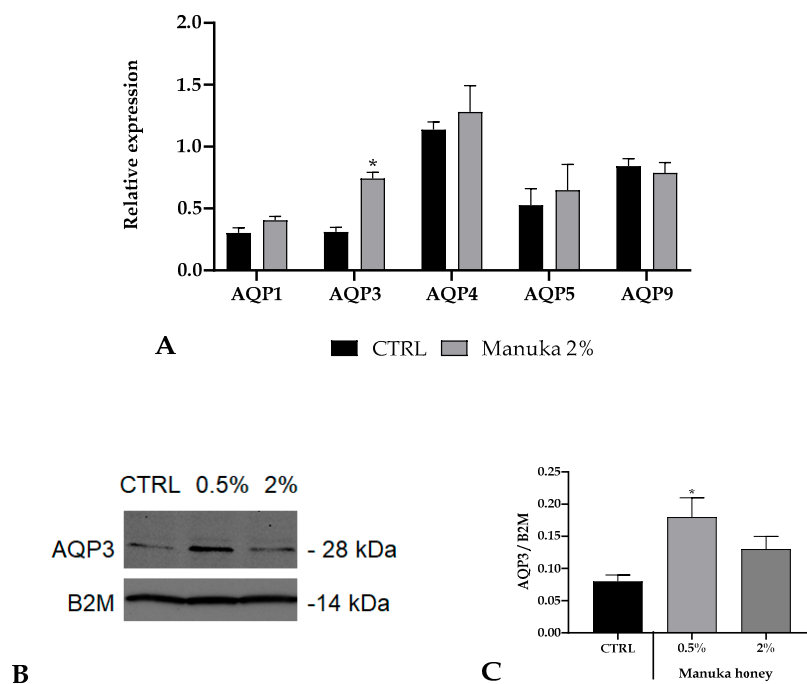 2.0
1.5
1.0
0.5
0.0
Relative expression
*
AQP1 AQP3 AQP4 AQP5 AQP9
A
CTRL Manuka 2%
CTRL 0.5% 2%
AQP3 - 28 kDa
B2M -14 kDa
B
0.25
0.20
0.15
0.10
0.05
0.00
AQP3 / B2M
*
CTRL 0.5% 2%
Manuka honey
C